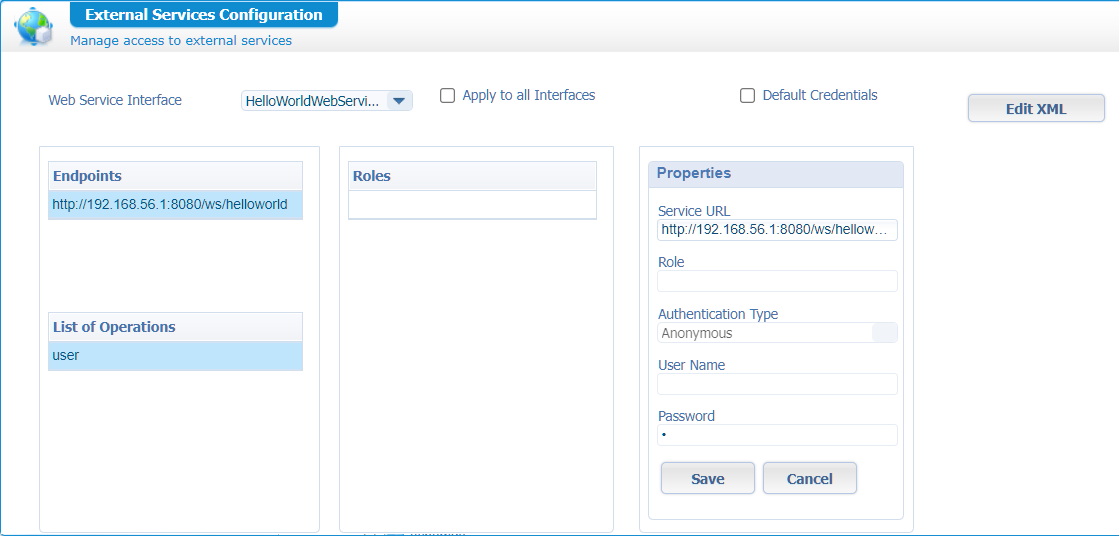 External Services Configuration
Manage access to external services
Web Service Interface
HelloWorldWebServi...
Apply to all Interfaces
Default Credentials
Edit XML
Endpoints
http://192.168.56.1:8080/ws/helloworld
List of Operations
user
Roles
Properties
Service URL
http://192.168.56.1:8080/ws/hellow...
Role
Authentication Type
Anonymous
User Name
Password
•
Save
Cancel